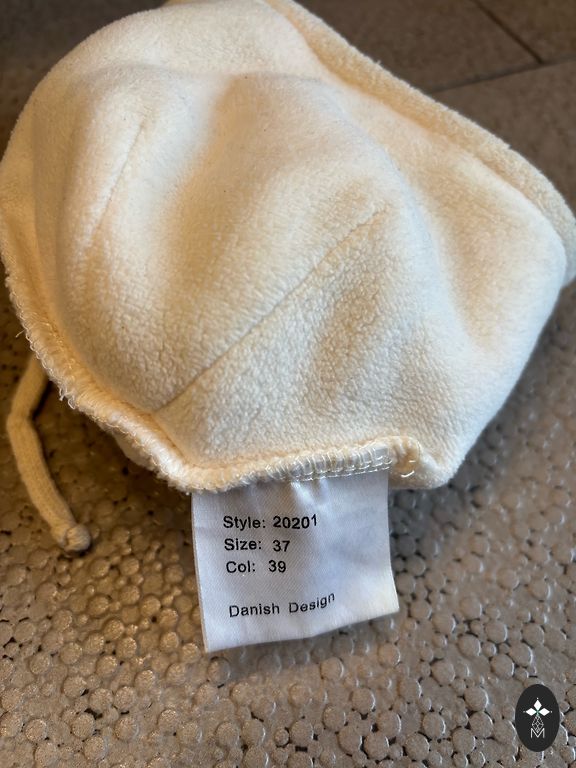 Style: 20201
Size: 37
Col: 39
Danish Design
M